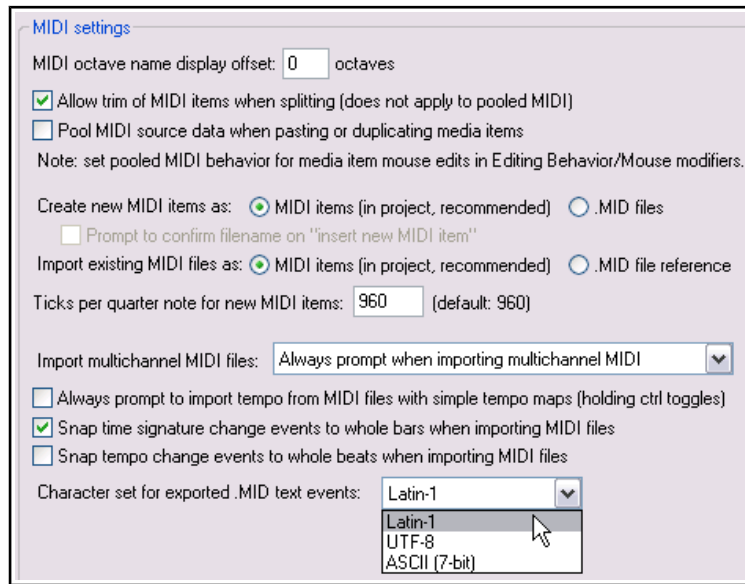 MIDI settings
MIDI octave name display offset: 0 octaves
Allow trim of MIDI items when splitting (does not apply to pooled MIDI)
Pool MIDI source data when pasting or duplicating media items
Note: set pooled MIDI behavior for media item mouse edits in Editing Behavior/Mouse modifiers.
Create new MIDI items as: MIDI items (in project, recommended) .MID files
Prompt to confirm filename on "insert new MIDI item"
Import existing MIDI files as: MIDI items (in project, recommended) .MID file reference
Ticks per quarter note for new MIDI items: 960 (default: 960)
Import multichannel MIDI files: Always prompt when importing multichannel MIDI
Always prompt to import tempo from MIDI files with simple tempo maps (holding ctrl toggles)
Snap time signature change events to whole bars when importing MIDI files
Snap tempo change events to whole beats when importing MIDI files
Character set for exported .MID text events: Latin-1
Latin-1
UTF-8
ASCII (7-bit)